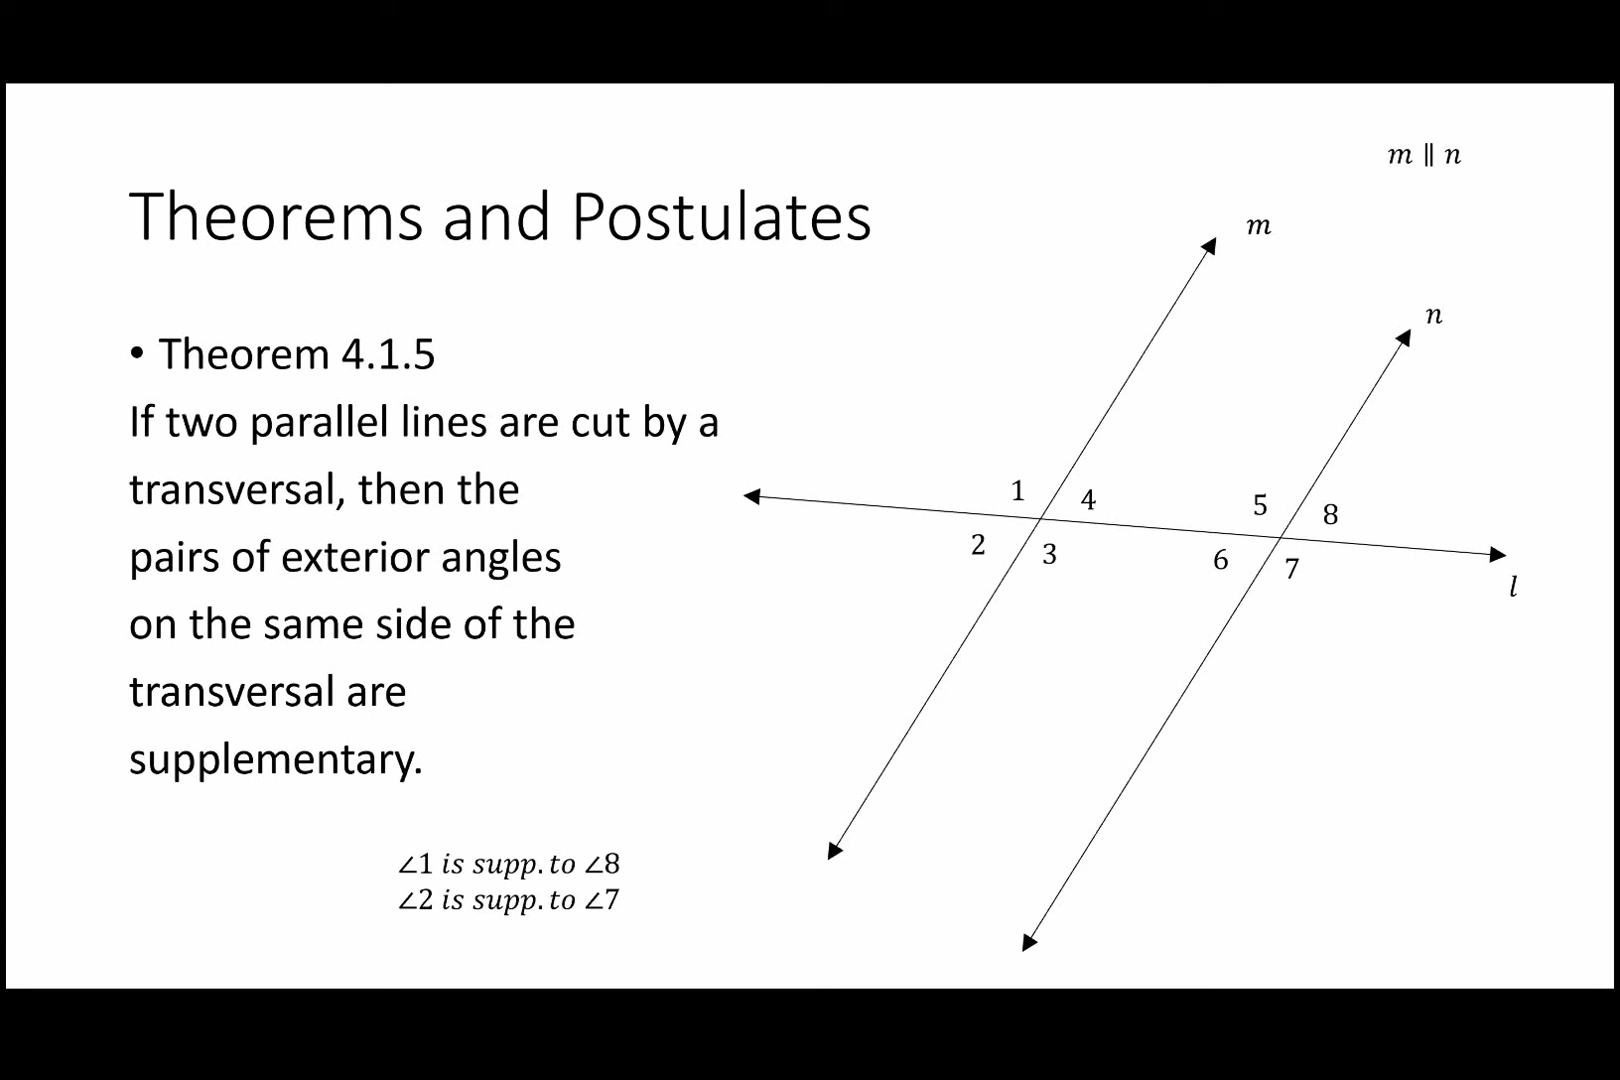 m ∥ n
Theorems and Postulates
m
n
• Theorem 4.1.5
If two parallel lines are cut by a
transversal, then the
pairs of exterior angles
on the same side of the
transversal are
supplementary.
1
4
5
8
2
3
6
7
l
∠1 is supp. to ∠8
∠2 is supp. to ∠7